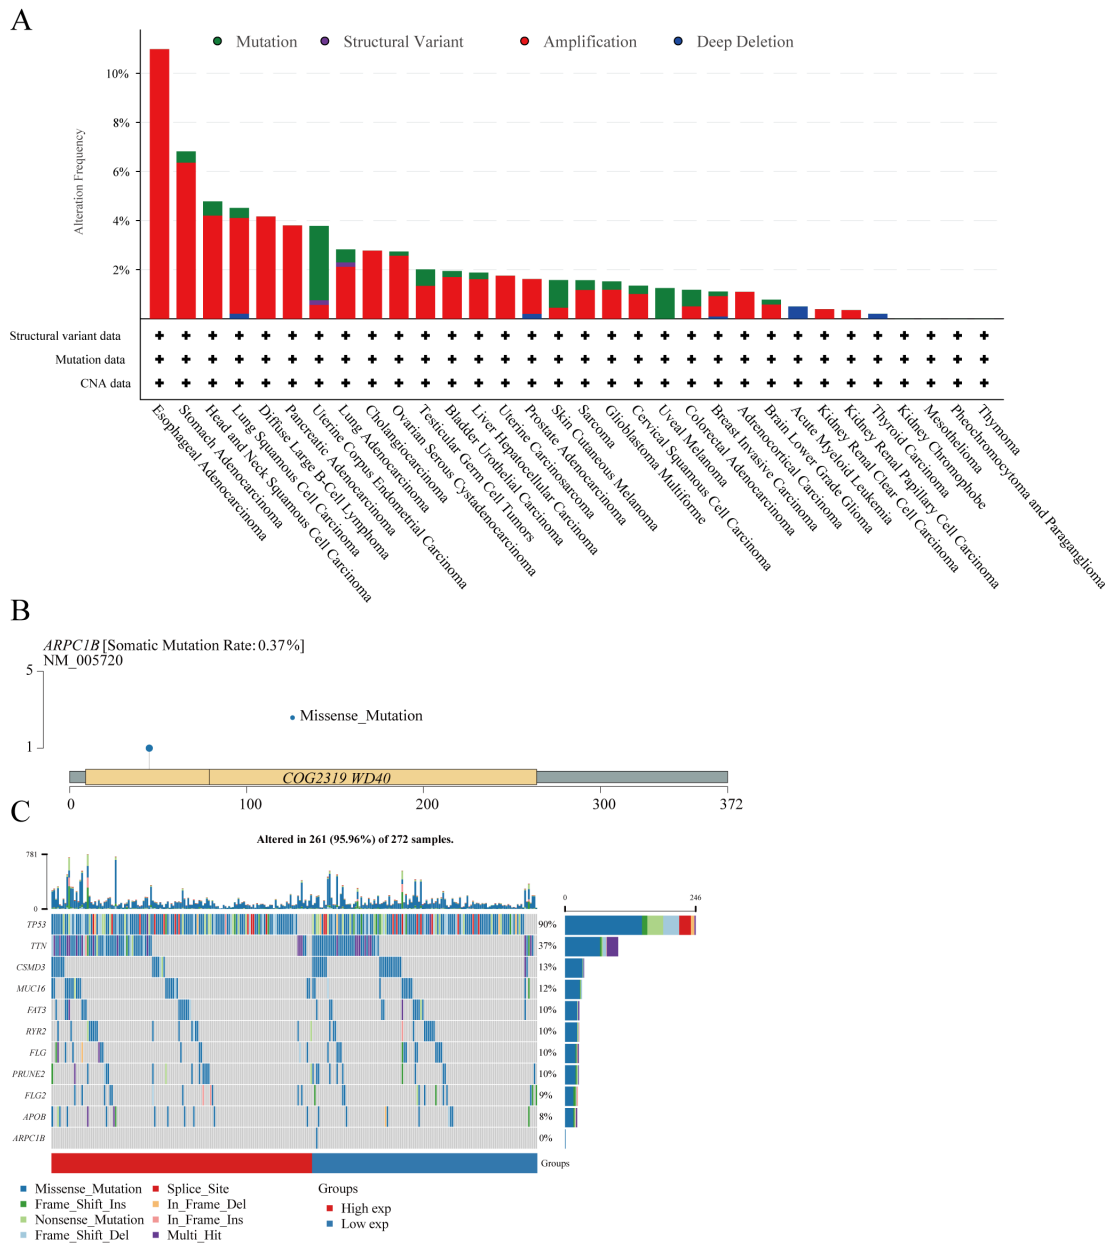 A
Mutation Structural Variant Amplification Deep Deletion
Alteration Frequency
10%
8%
6%
4%
2%
Structural variant data
Mutation data
CNA data
Esophageal Adenocarcinoma
Stomach Adenocarcinoma
Head and Neck Squamous Cell Carcinoma
Lung Squamous Cell Carcinoma
Diffuse Large B-Cell Lymphoma
Pancreatic Adenocarcinoma
Uterine Corpus Endometrial Carcinoma
Lung Adenocarcinoma
Cholangiocarcinoma
Ovarian Serous Cystadenocarcinoma
Testicular Germ Cell Tumors
Bladder Urothelial Carcinoma
Liver Hepatocellular Carcinoma
Uterine Carcinosarcoma
Prostate Adenocarcinoma
Skin Cutaneous Melanoma
Sarcoma
Glioblastoma Multiforme
Cervical Squamous Cell Carcinoma
Uveal Melanoma
Colorectal Adenocarcinoma
Breast Invasive Carcinoma
Adrenocortical Carcinoma
Brain Lower Grade Glioma
Acute Myeloid Leukemia
Kidney Renal Clear Cell Carcinoma
Kidney Renal Papillary Cell Carcinoma
Thyroid Carcinoma
Kidney Chromophobe
Mesothelioma
Pheochromocytoma and Paraganglioma
Thymoma
B
ARPC1B [Somatic Mutation Rate: 0.37%]
NM_005720
5
Missense_Mutation
1
COG2319 WD40
0 100 200 300 372
C
Altered in 261 (95.96%) of 272 samples.
781
0
0 246
TP53 90%
TTN 37%
CSMD3 13%
MUC16 12%
FAT3 10%
RYR2 10%
FLG 10%
PRUNE2 10%
FLG2 9%
APOB 8%
ARPC1B 0%
Groups
Missense_Mutation Splice_Site Groups
Frame_Shift_Ins In_Frame_Del High exp
Nonsense_Mutation In_Frame_Ins Low exp
Frame_Shift_Del Multi_Hit